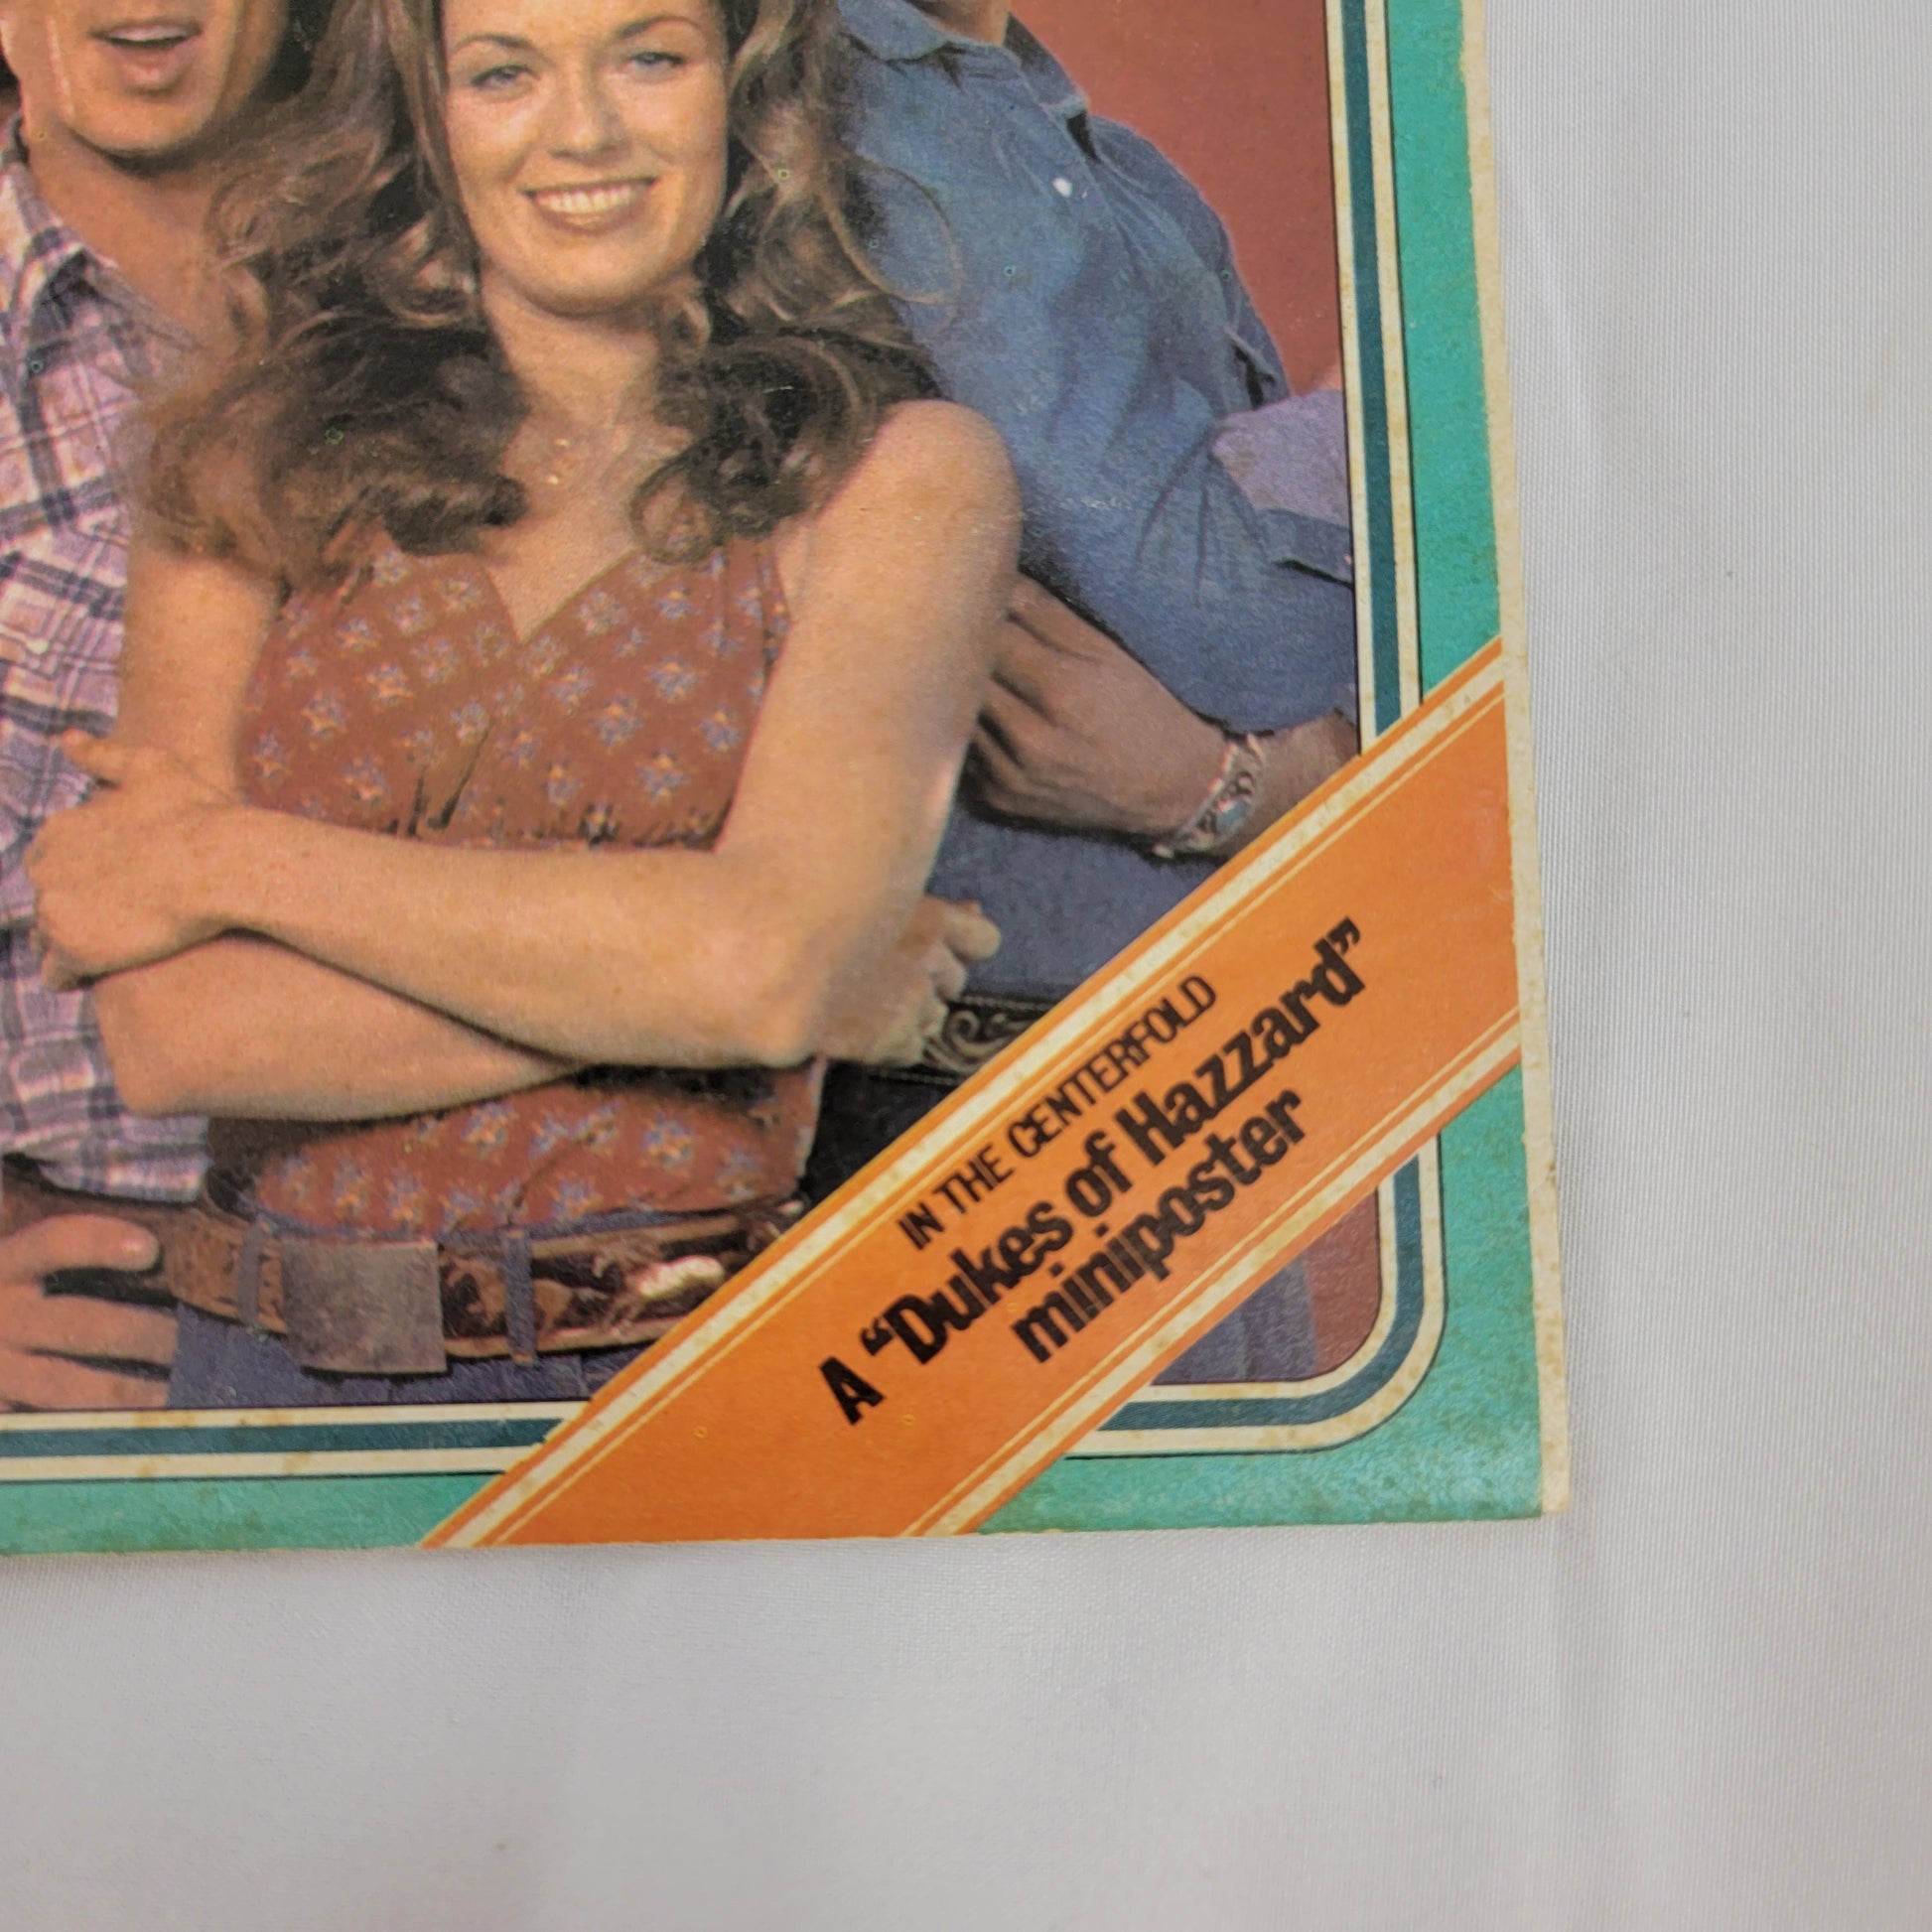 IN THE CENTERFOLD
A “Dukes of Hazzard”
miniposter